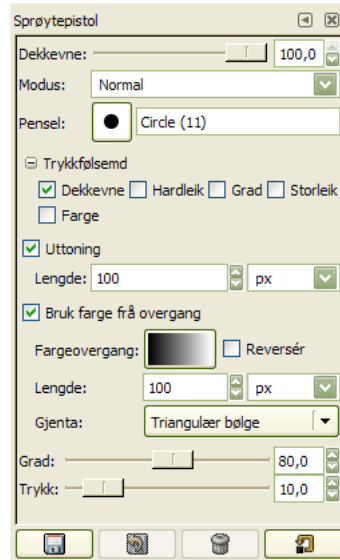 Sprøytepistol
Dekkevne: 100,0
Modus: Normal
Pensel: Circle (11)
Trykkfølsemd
Dekkevne Hardleik Grad Storleik
Farge
Uttoning
Lengde: 100 px
Bruk farge frå overgang
Fargeovergang: Reversér
Lengde: 100 px
Gjenta: Triangulær bølge
Grad: 80,0
Trykk: 10,0